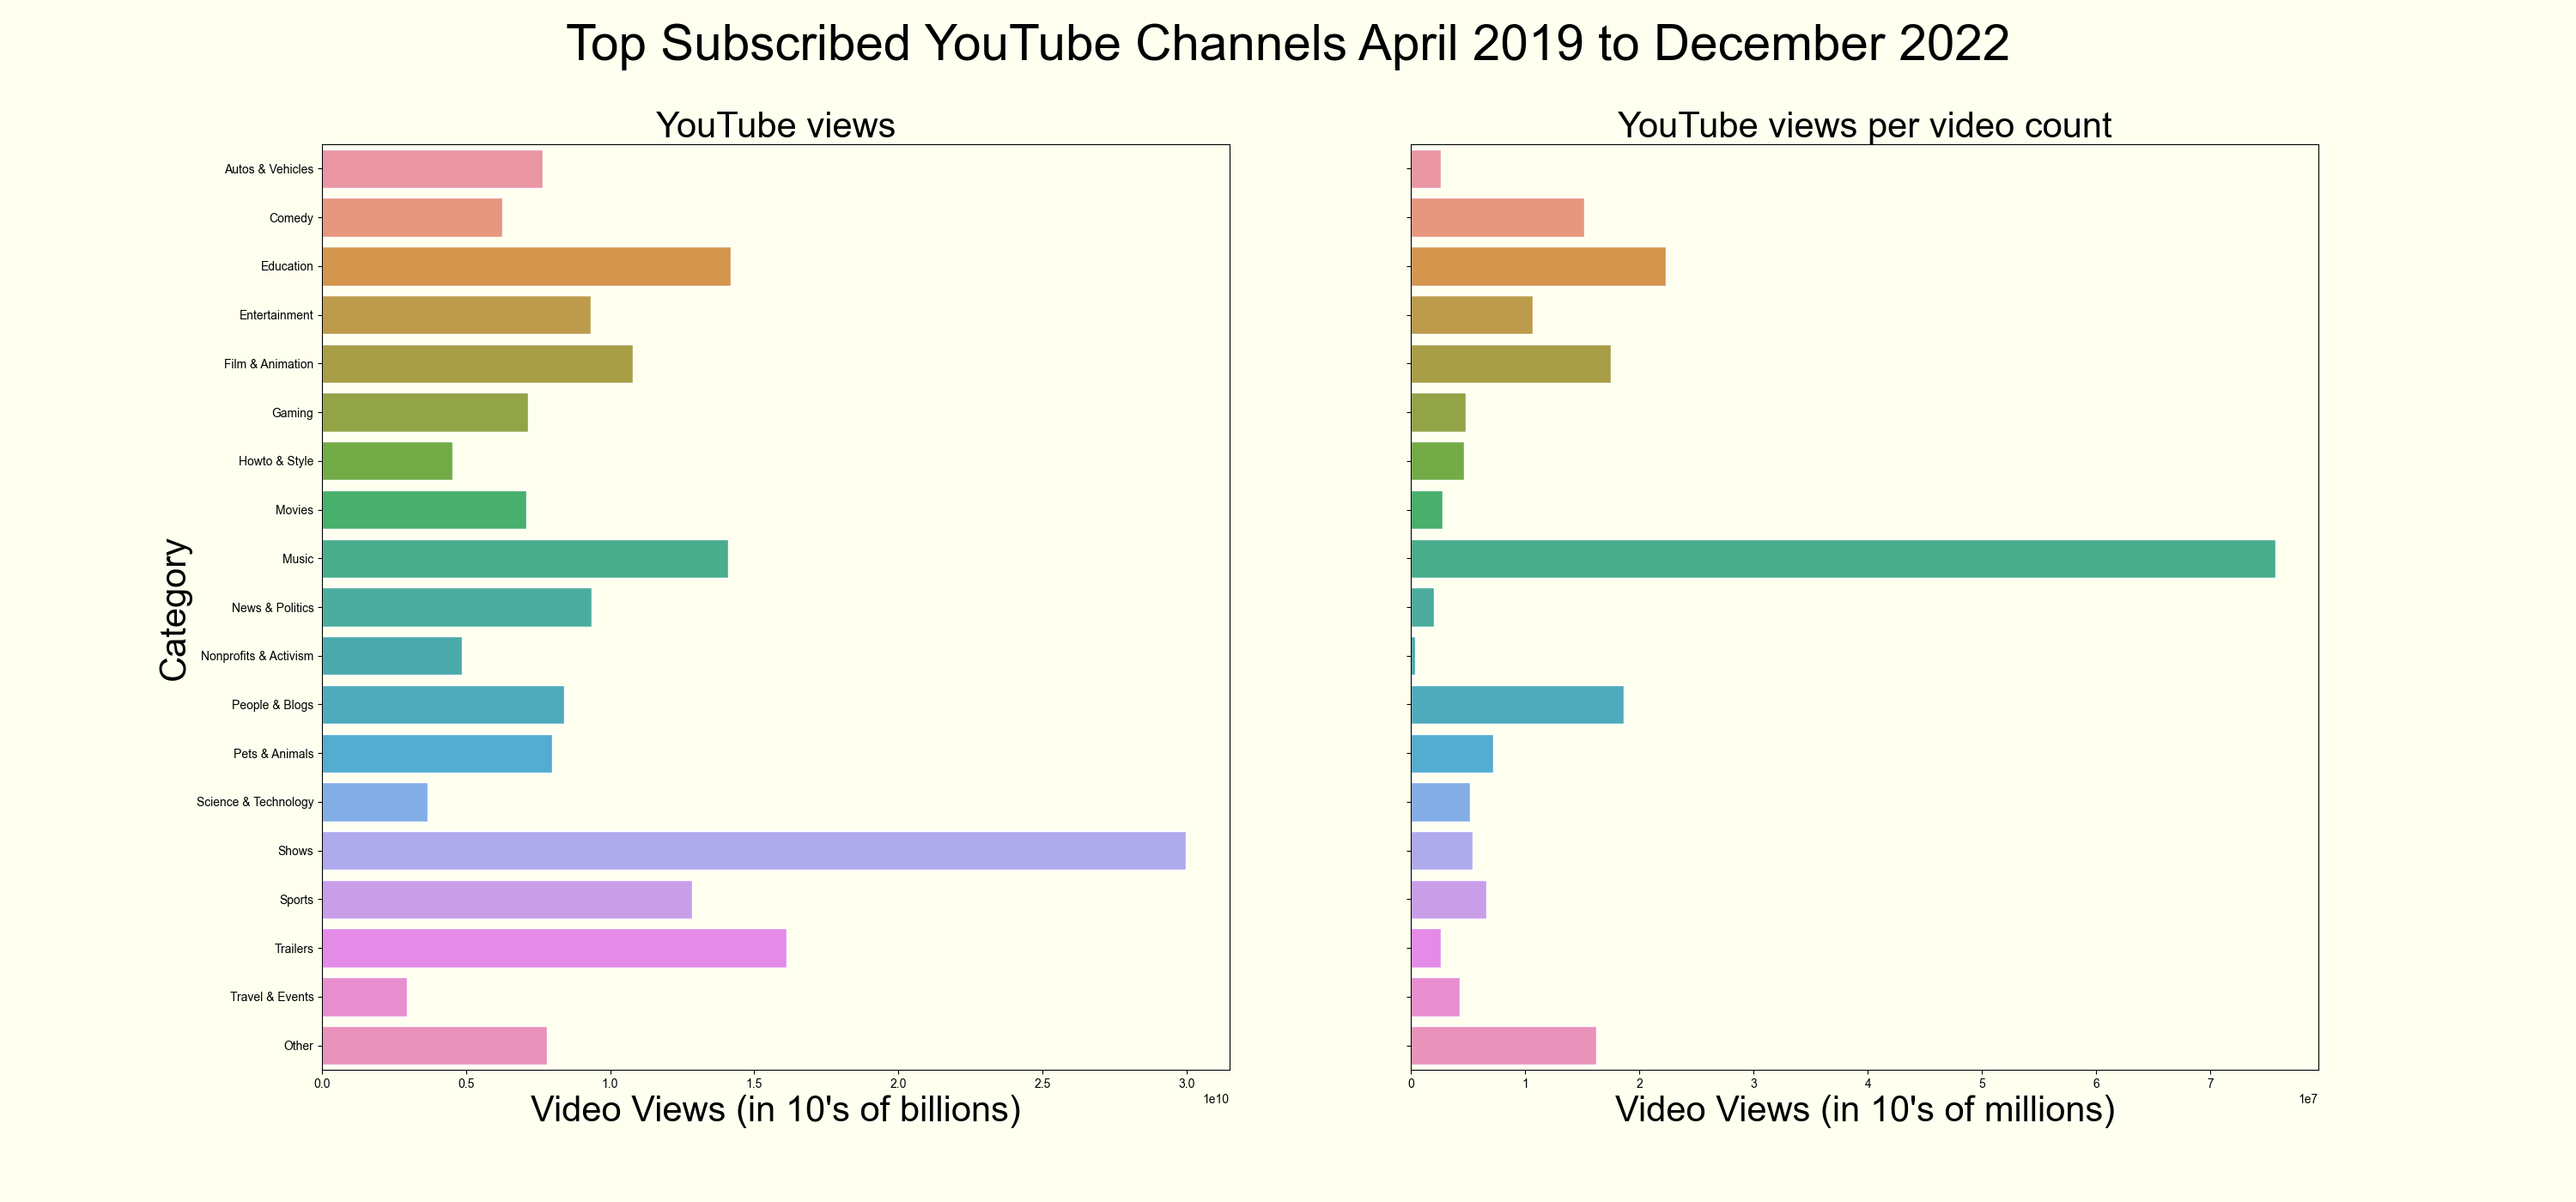 Top Subscribed YouTube Channels April 2019 to December 2022
YouTube views
Category
Autos & Vehicles
Comedy
Education
Entertainment
Film & Animation
Gaming
Howto & Style
Movies
Music
News & Politics
Nonprofits & Activism
People & Blogs
Pets & Animals
Science & Technology
Shows
Sports
Trailers
Travel & Events
Other
0.0 0.5 1.0 1.5 2.0 2.5 3.0
1e10
Video Views (in 10's of billions)
YouTube views per video count
0 1 2 3 4 5 6 7
1e7
Video Views (in 10's of millions)